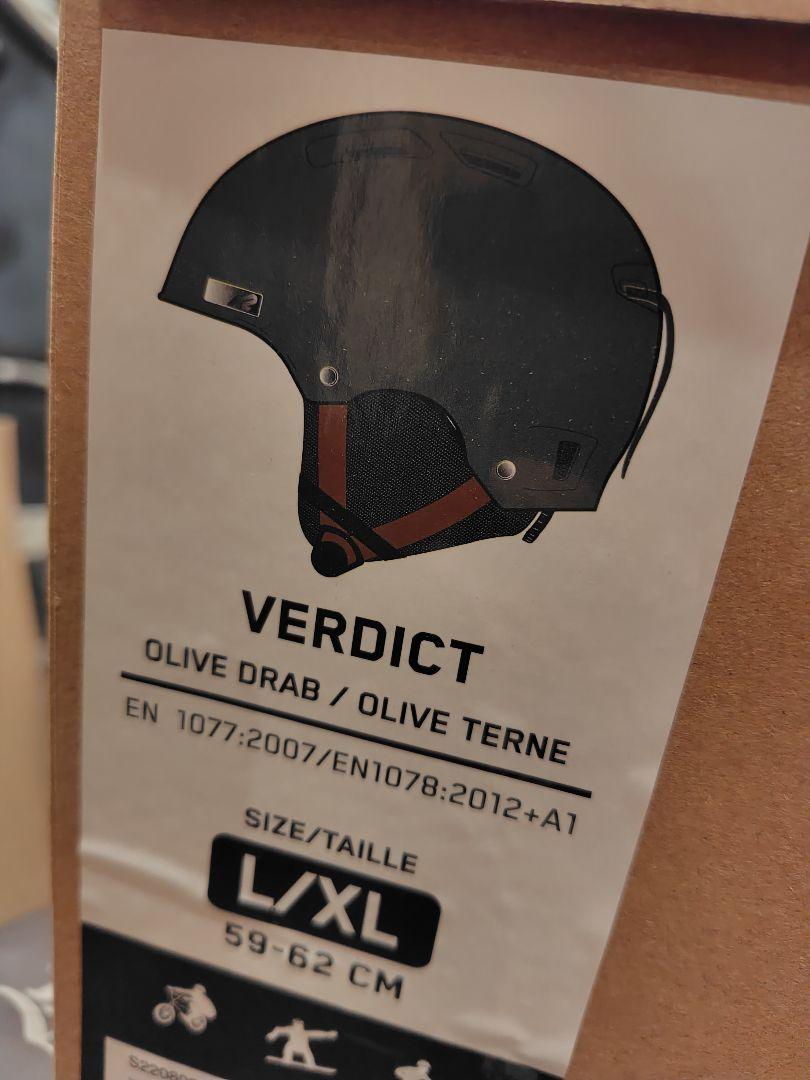 VERDICT
OLIVE DRAB / OLIVE TERNE
EN 1077:2007/EN1078:2012+A1
SIZE/TAILLE
L/XL
59-62 CM